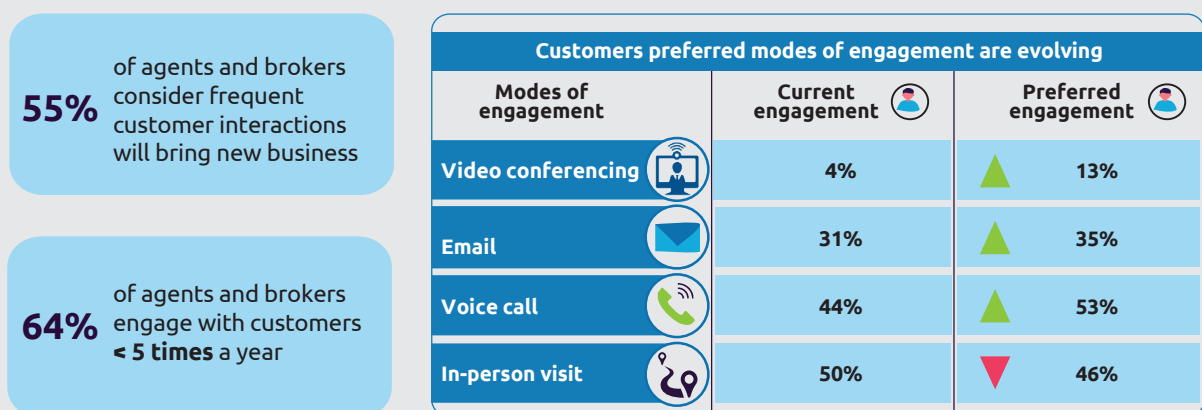 55%
of agents and brokers
consider frequent
customer interactions
will bring new business
64%
of agents and brokers
engage with customers
< 5 times a year
Customers preferred modes of engagement are evolving
Modes of
engagement
Current
engagement
Preferred
engagement
Video conferencing
4%
13%
Email
31%
35%
Voice call
44%
53%
In-person visit
50%
46%